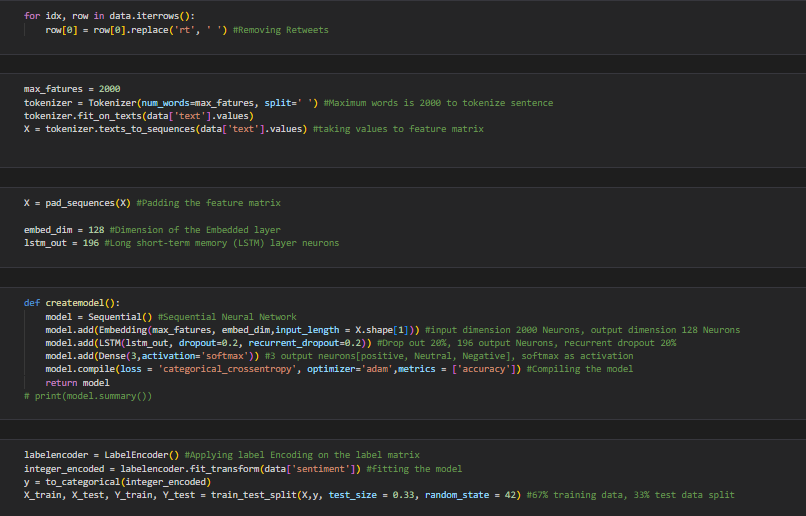 for idx, row in data.iterrows():
    row[0] = row[0].replace('rt', ' ') #Removing Retweets
max_fatures = 2000
tokenizer = Tokenizer(num_words=max_fatures, split=' ') #Maximum words is 2000 to tokenize sentence
tokenizer.fit_on_texts(data['text'].values)
X = tokenizer.texts_to_sequences(data['text'].values) #taking values to feature matrix
X = pad_sequences(X) #Padding the feature matrix
embed_dim = 128 #Dimension of the Embedded layer
lstm_out = 196 #Long short-term memory (LSTM) layer neurons
def createmodel():
    model = Sequential() #Sequential Neural Network
    model.add(Embedding(max_fatures, embed_dim,input_length = X.shape[1])) #input dimension 2000 Neurons, output dimension 128 Neurons
    model.add(LSTM(lstm_out, dropout=0.2, recurrent_dropout=0.2)) #Drop out 20%, 196 output Neurons, recurrent dropout 20%
    model.add(Dense(3,activation='softmax')) #3 output neurons[positive, Neutral, Negative], softmax as activation
    model.compile(loss = 'categorical_crossentropy', optimizer='adam',metrics = ['accuracy']) #Compiling the model
    return model
# print(model.summary())
labelencoder = LabelEncoder() #Applying label Encoding on the label matrix
integer_encoded = labelencoder.fit_transform(data['sentiment']) #fitting the model
y = to_categorical(integer_encoded)
X_train, X_test, Y_train, Y_test = train_test_split(X,y, test_size = 0.33, random_state = 42) #67% training data, 33% test data split